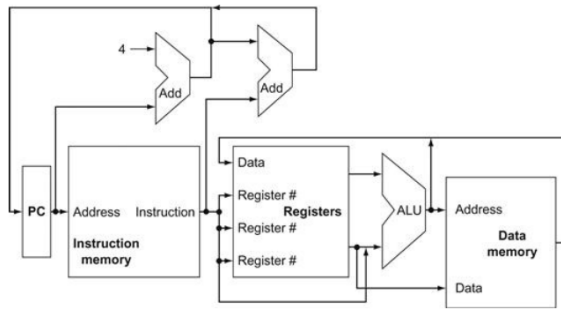 4
Add
Add
Data
PC
Address
Instruction
Register #
Registers
ALU
Address
Instruction
memory
Register #
Data
memory
Register #
Data